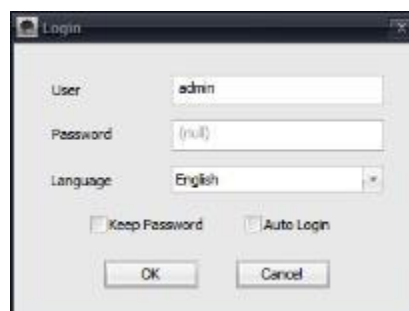 Login
User admin
Password (null)
Language English
Keep Password Auto Login
OK Cancel